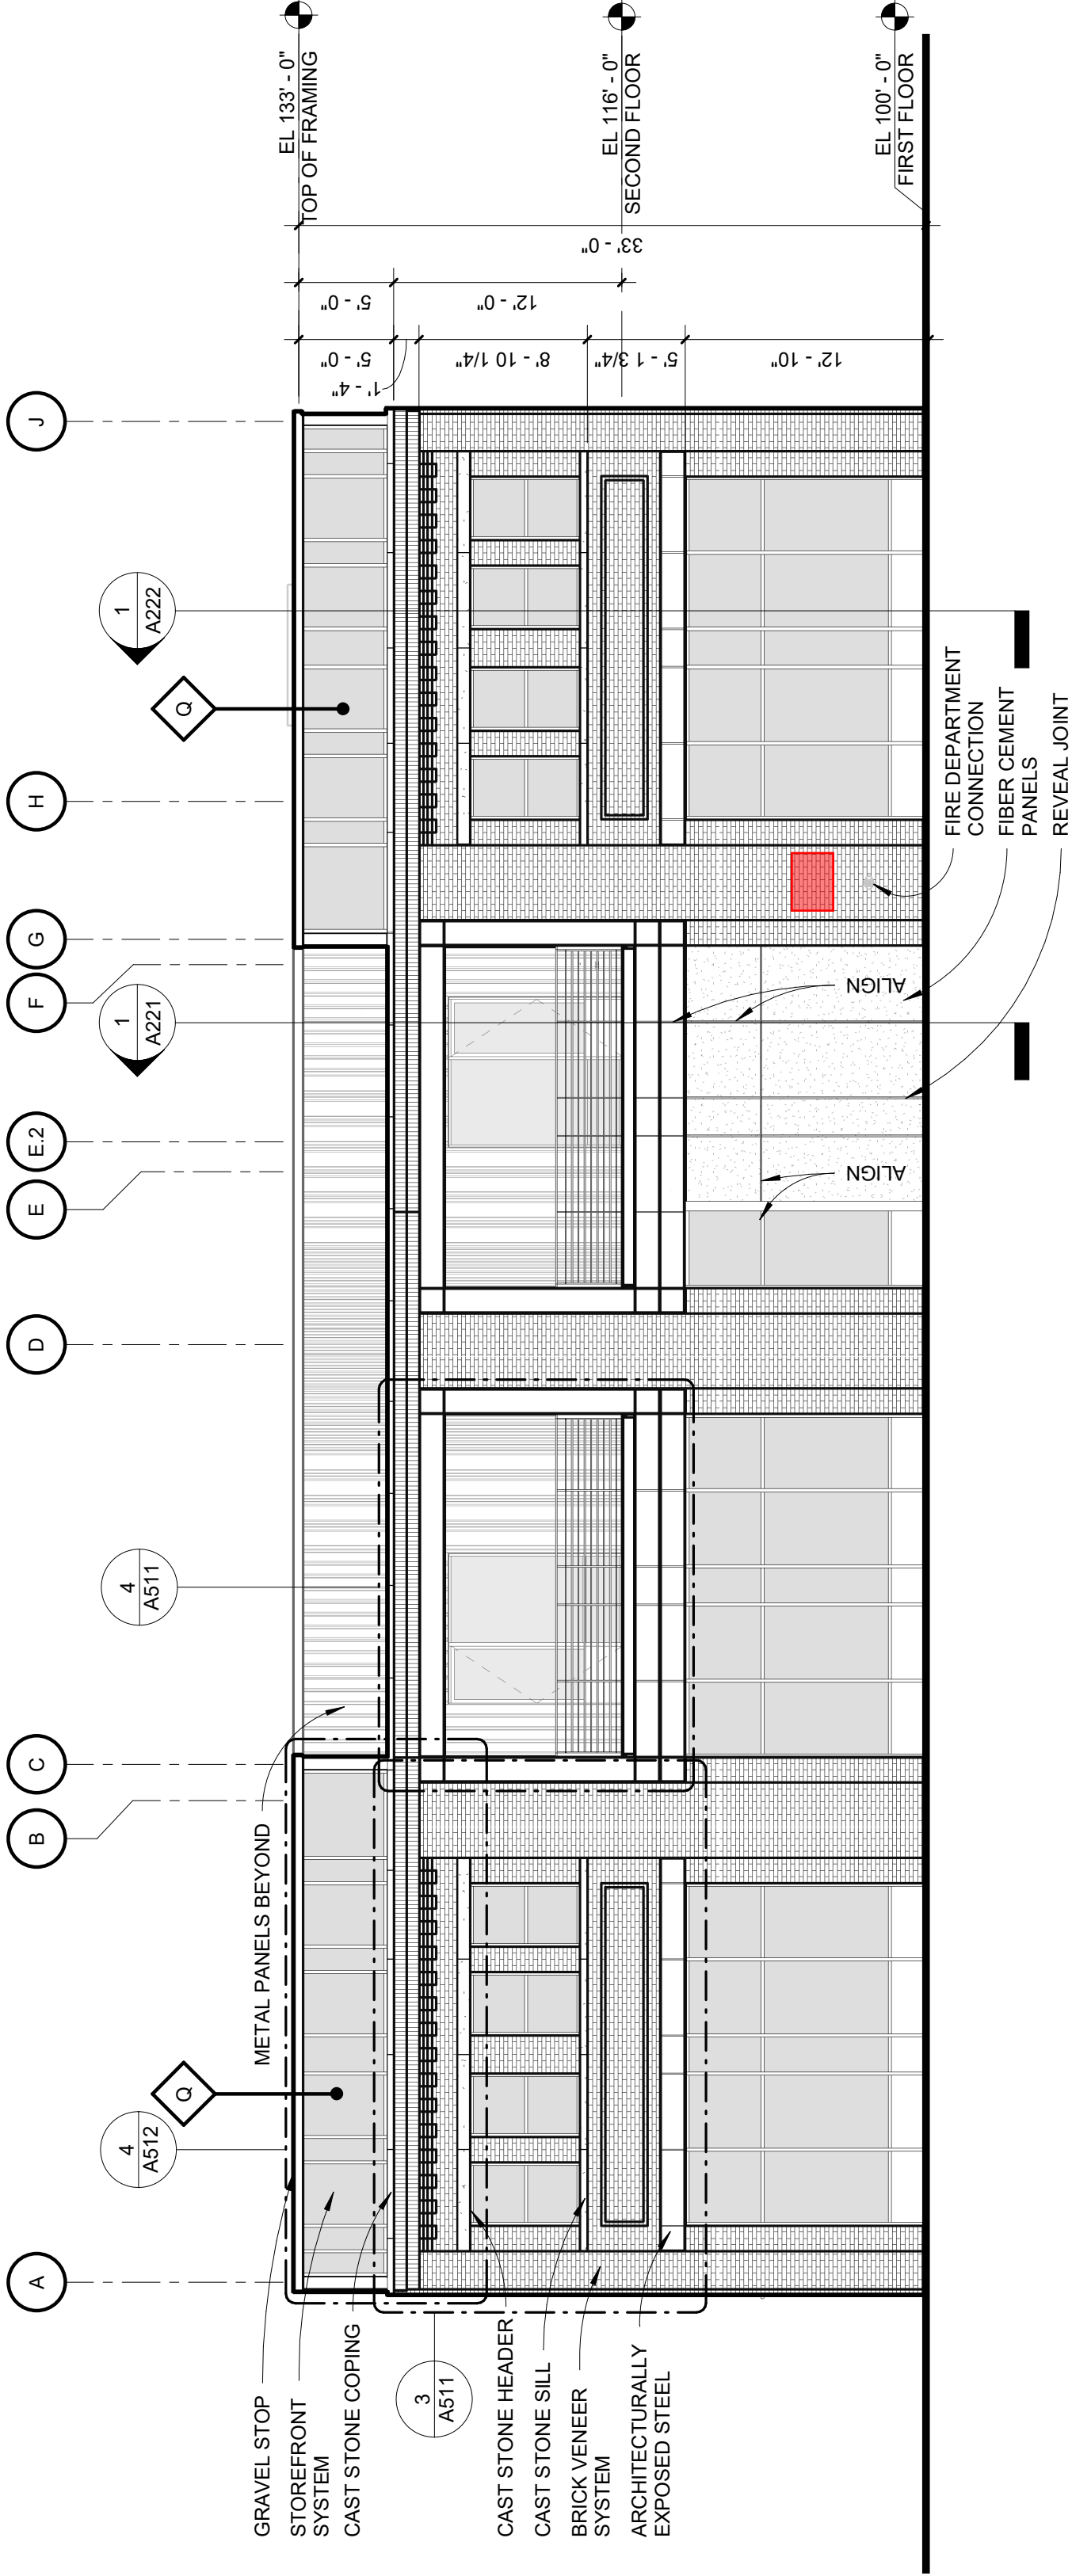 A
B
C
D
E
E.2
F
G
H
J
4
A512
4
A511
1
A221
1
A222
Q
Q
METAL PANELS BEYOND
GRAVEL STOP
STOREFRONT
SYSTEM
CAST STONE COPING
3
A511
CAST STONE HEADER
CAST STONE SILL
BRICK VENEER
SYSTEM
ARCHITECTURALLY
EXPOSED STEEL
ALIGN
ALIGN
FIRE DEPARTMENT
CONNECTION
FIBER CEMENT
PANELS
REVEAL JOINT
5' - 0"
1' - 4"
8' - 10 1/4"
5' - 1 3/4"
12' - 10"
5' - 0"
12' - 0"
33' - 0"
EL 133' - 0"
TOP OF FRAMING
EL 116' - 0"
SECOND FLOOR
EL 100' - 0"
FIRST FLOOR